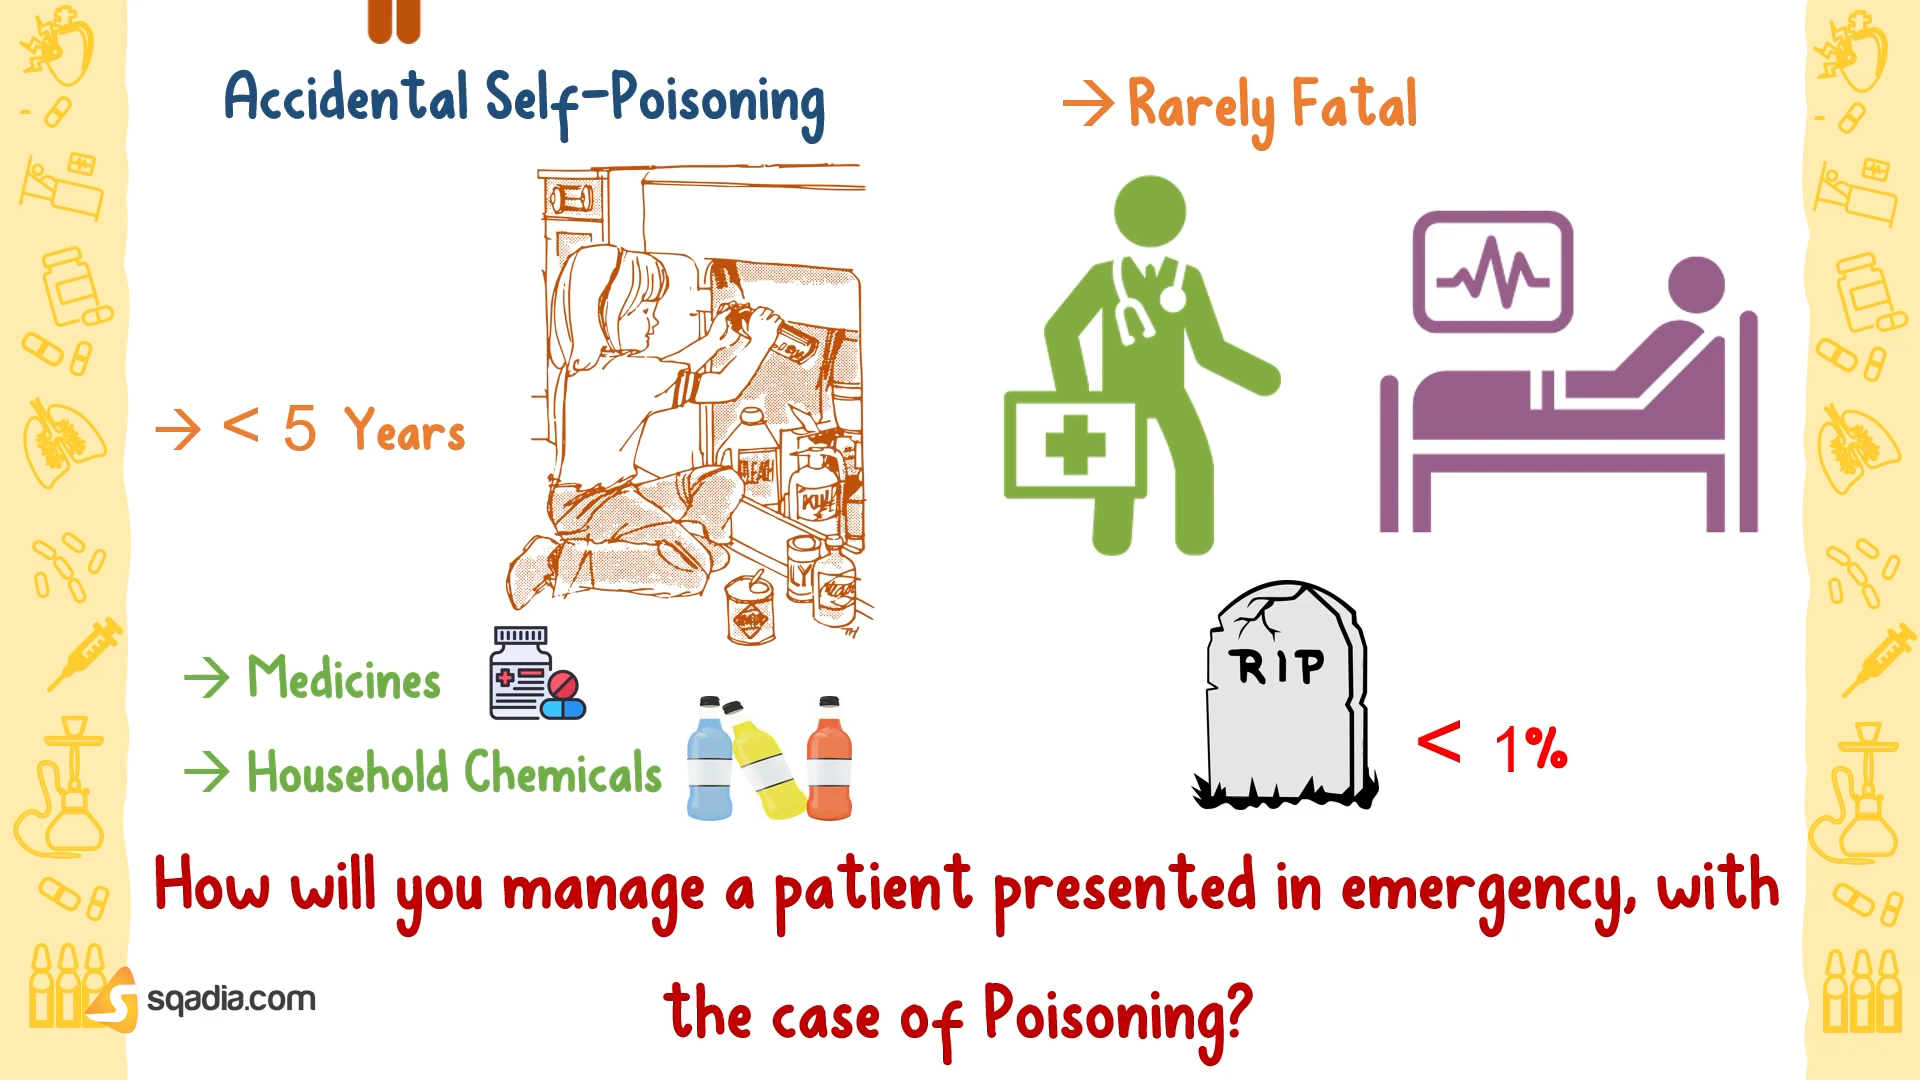 Accidental Self-Poisoning
→ Rarely Fatal
→ < 5 Years
→ Medicines
→ Household Chemicals
RIP
< 1%
How will you manage a patient presented in emergency, with
the case of Poisoning?
sqadia.com